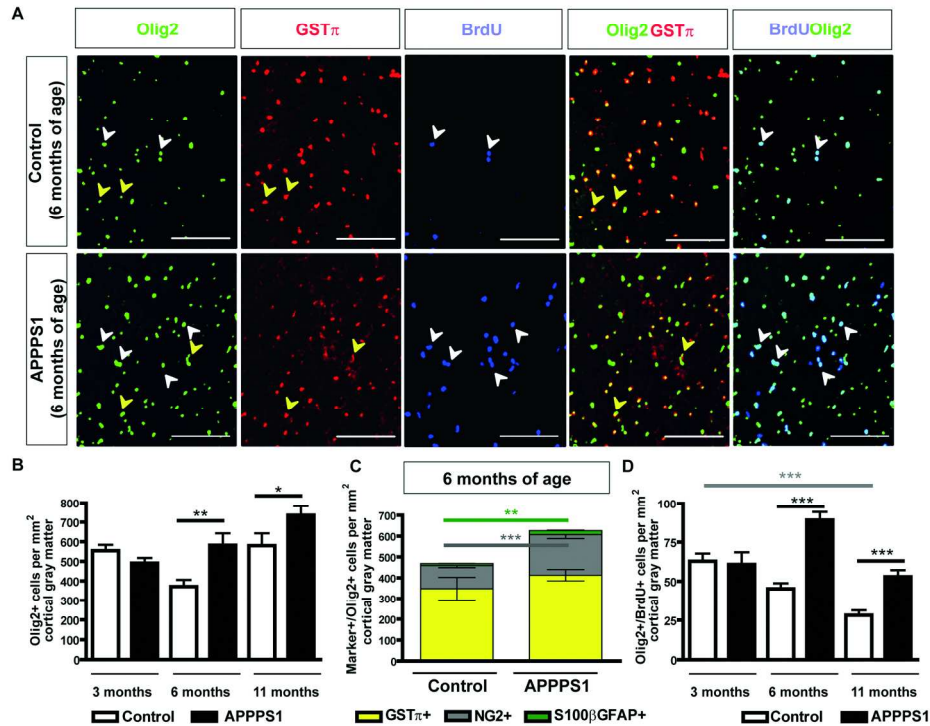 A
Olig2 GSTπ BrdU Olig2 GSTπ BrdUOlig2
Control
(6 months of age)
APPPS1
(6 months of age)
B
Olig2+ cells per mm2
cortical gray matter
800
700
600
500
400
300
200
100
0
**
*
3 months 6 months 11 months
Control APPPS1
C
6 months of age
Marker+/Olig2+ cells per mm2
cortical gray matter
700
600
500
400
300
200
100
0
**
***
Control APPPS1
GSTπ+ NG2+ S100βGFAP+
D
Olig2+/BrdU+ cells per mm2
cortical gray matter
100
75
50
25
0
***
***
***
3 months 6 months 11 months
Control APPPS1